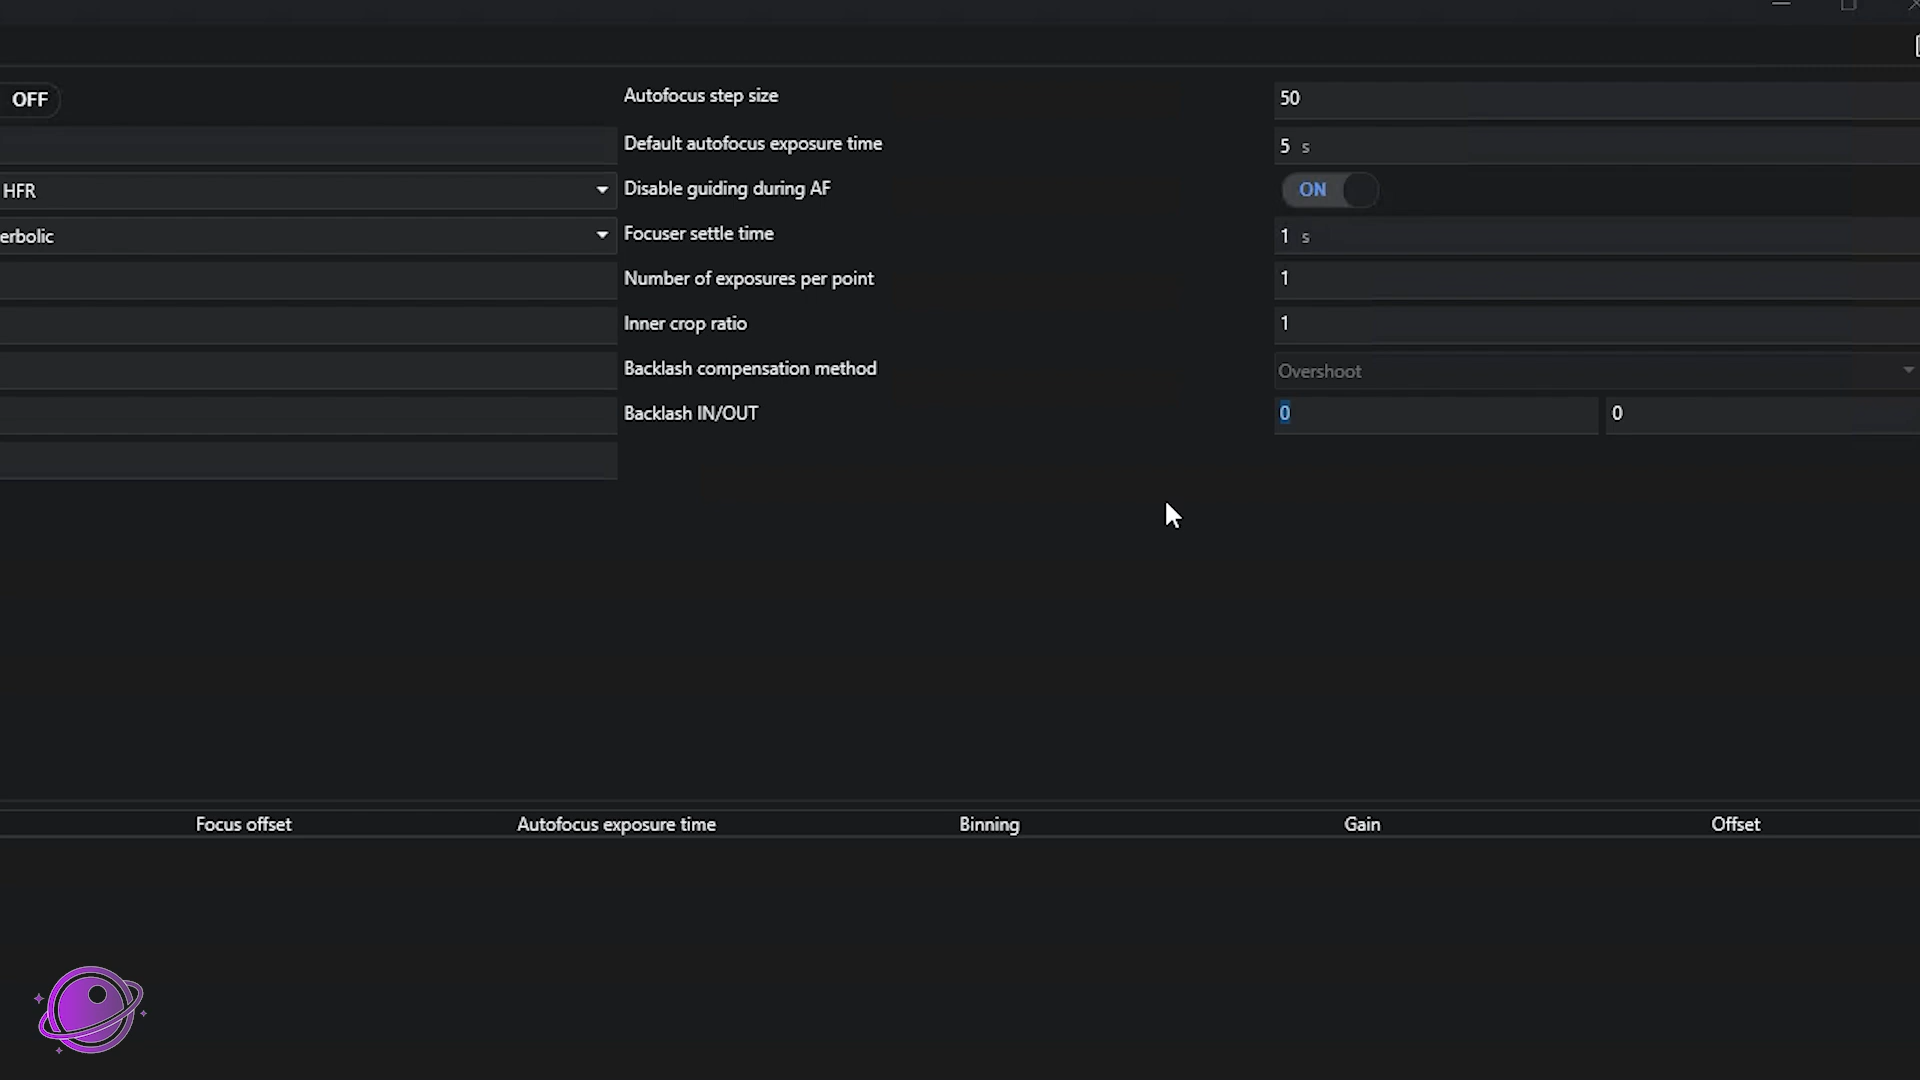 OFF
Autofocus step size
50
Default autofocus exposure time
5 s
HFR
Disable guiding during AF
ON
erbolic
Focuser settle time
1 s
Number of exposures per point
1
Inner crop ratio
1
Backlash compensation method
Overshoot
Backlash IN/OUT
0
0
Focus offset
Autofocus exposure time
Binning
Gain
Offset